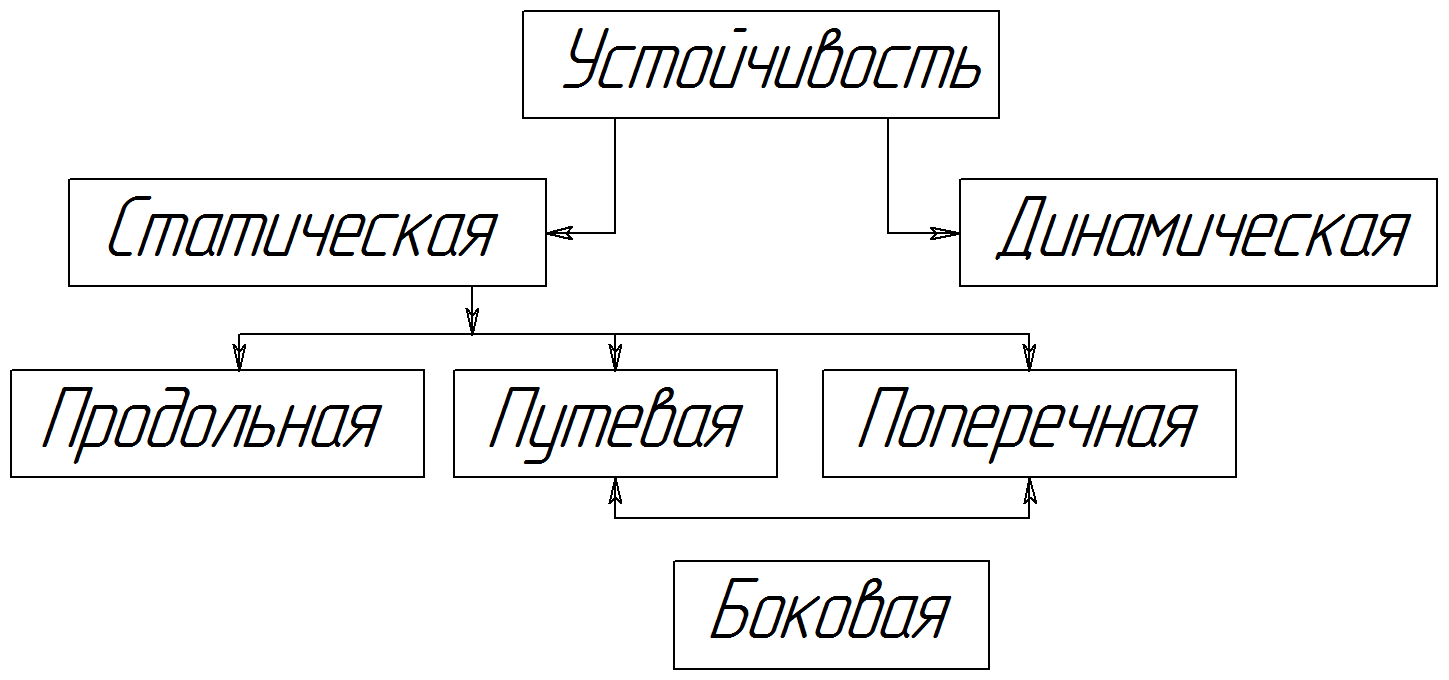 Устойчивость
Статическая
Динамическая
Продольная
Путевая
Поперечная
Боковая